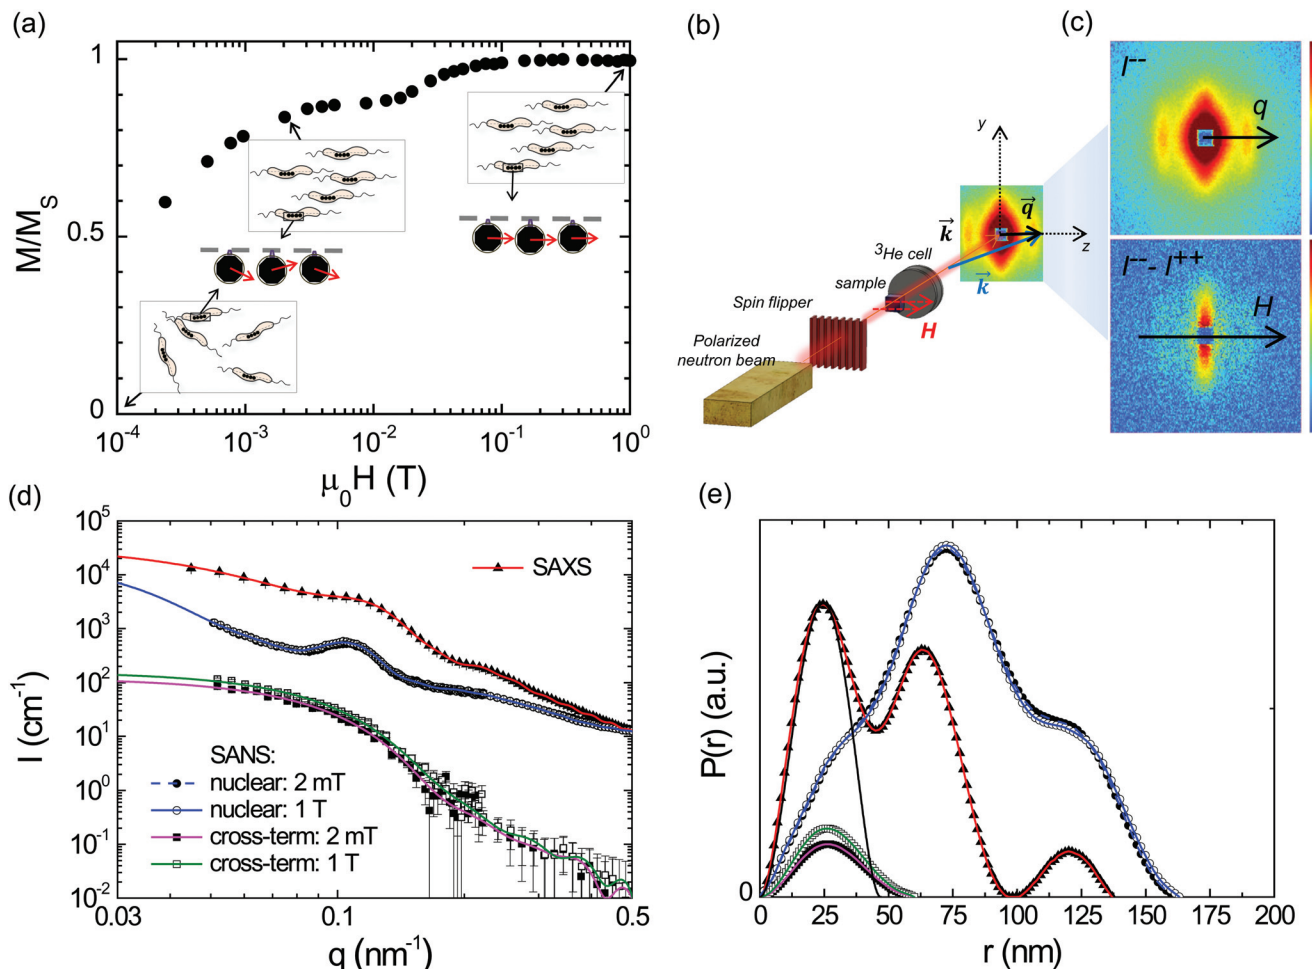 (a)
1
0.5
0
M/M_S
10^-4
10^-3
10^-2
10^-1
10^0
μ_0H (T)
(b)
y
z
k⃗
q⃗
k⃗
³He cell
sample
H
Spin flipper
Polarized
neutron beam
(c)
I^--
q
I^-- - I^++
H
(d)
10^5
10^4
10^3
10^2
10^1
10^0
10^-1
10^-2
I (cm^-1)
SAXS
SANS:
nuclear: 2 mT
nuclear: 1 T
cross-term: 2 mT
cross-term: 1 T
0.03
0.1
0.5
q (nm^-1)
(e)
P(r) (a.u.)
0
0 25 50 75 100 125 150 175 200
r (nm)